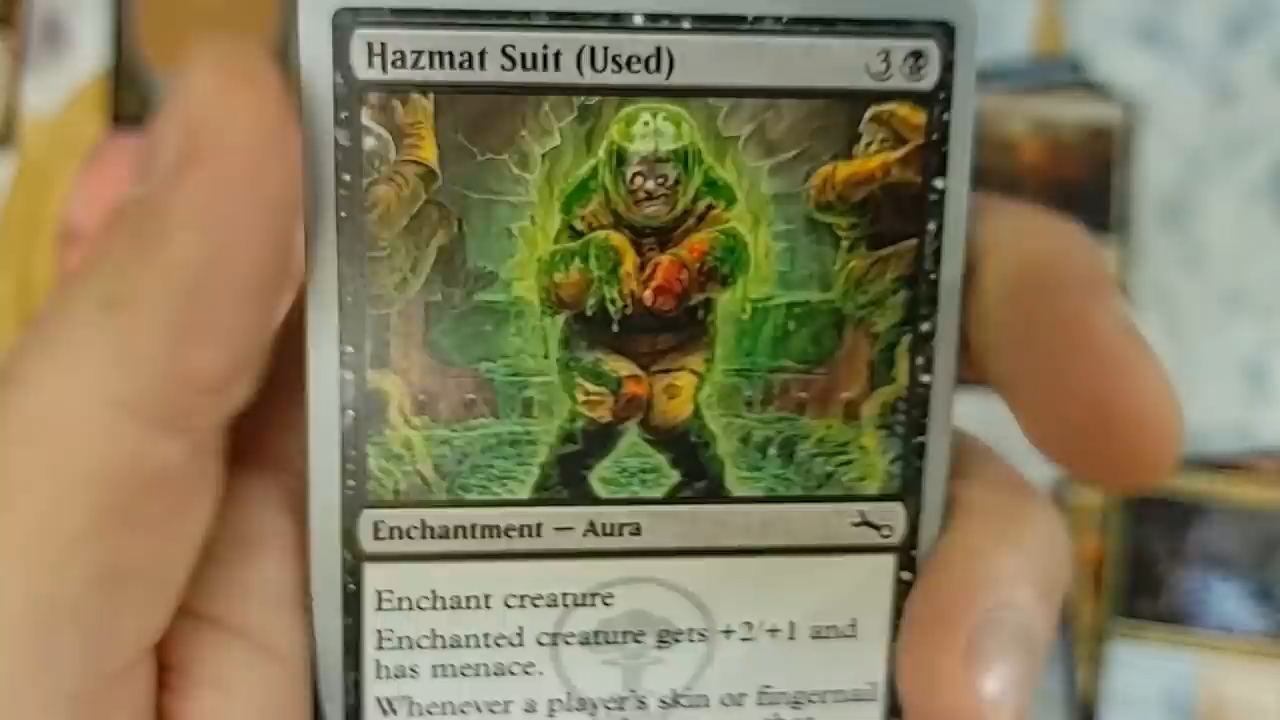 Hazmat Suit (Used) 3
Enchantment — Aura
Enchant creature
Enchanted creature gets +2/+1 and
has menace.
Whenever a player's skin or fingernail